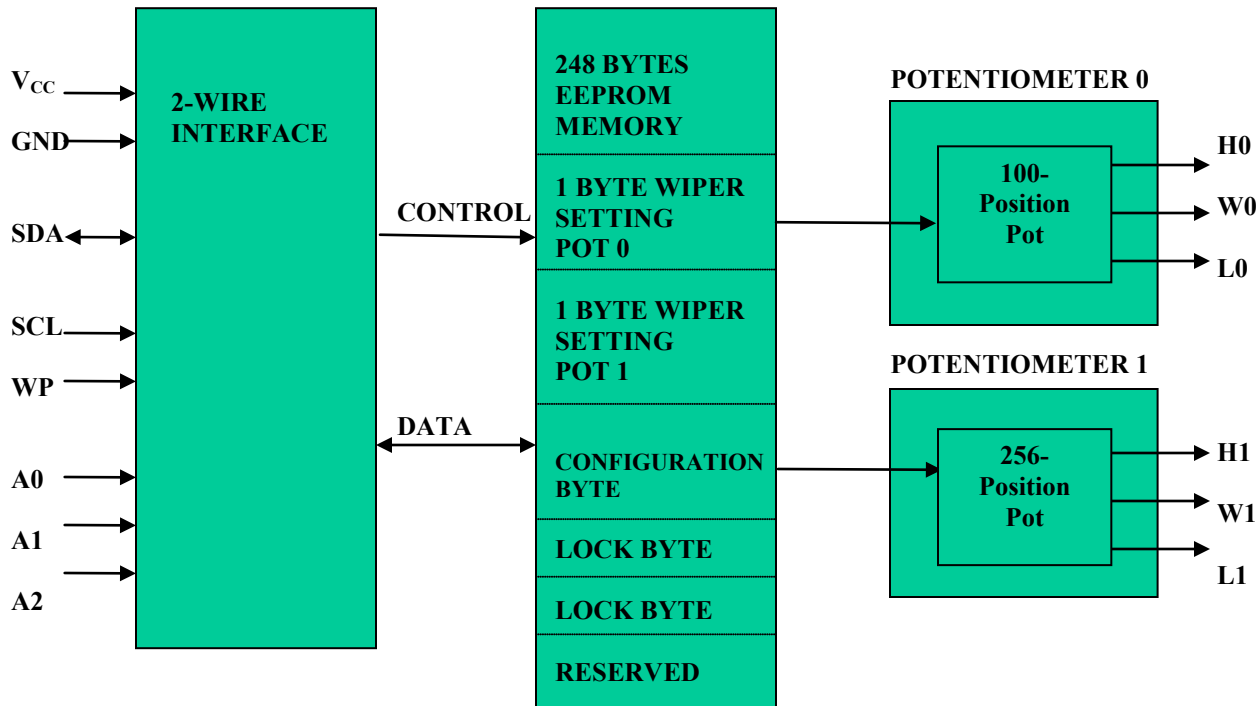 V_CC
GND
SDA
SCL
WP
A0
A1
A2
2-WIRE
INTERFACE
CONTROL
DATA
248 BYTES
EEPROM
MEMORY
1 BYTE WIPER
SETTING
POT 0
1 BYTE WIPER
SETTING
POT 1
CONFIGURATION
BYTE
LOCK BYTE
LOCK BYTE
RESERVED
POTENTIOMETER 0
100-
Position
Pot
H0
W0
L0
POTENTIOMETER 1
256-
Position
Pot
H1
W1
L1